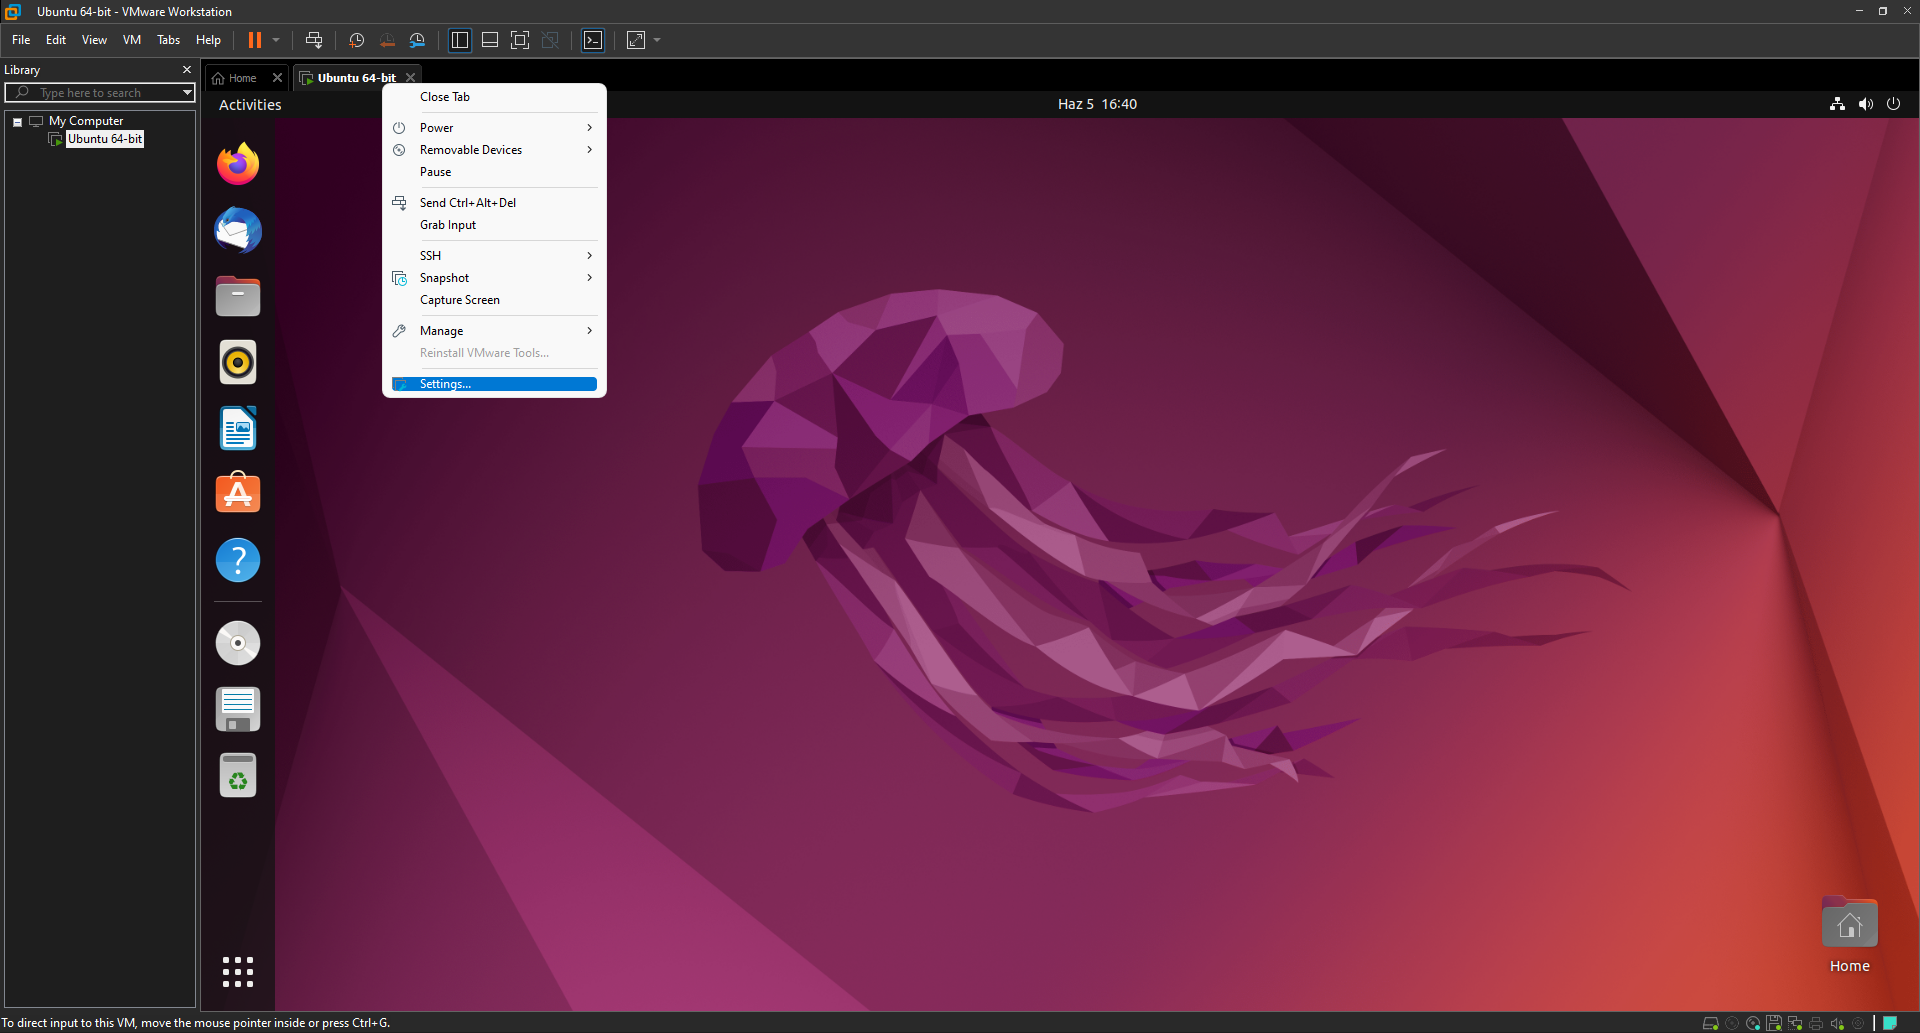 Ubuntu 64-bit - VMware Workstation
File Edit View VM Tabs Help
Library
Type here to search
My Computer
Ubuntu 64-bit
Home
Ubuntu 64-bit
Activities
Haz 5 16:40
Close Tab
Power
Removable Devices
Pause
Send Ctrl+Alt+Del
Grab Input
SSH
Snapshot
Capture Screen
Manage
Reinstall VMware Tools...
Settings...
Home
To direct input to this VM, move the mouse pointer inside or press Ctrl+G.